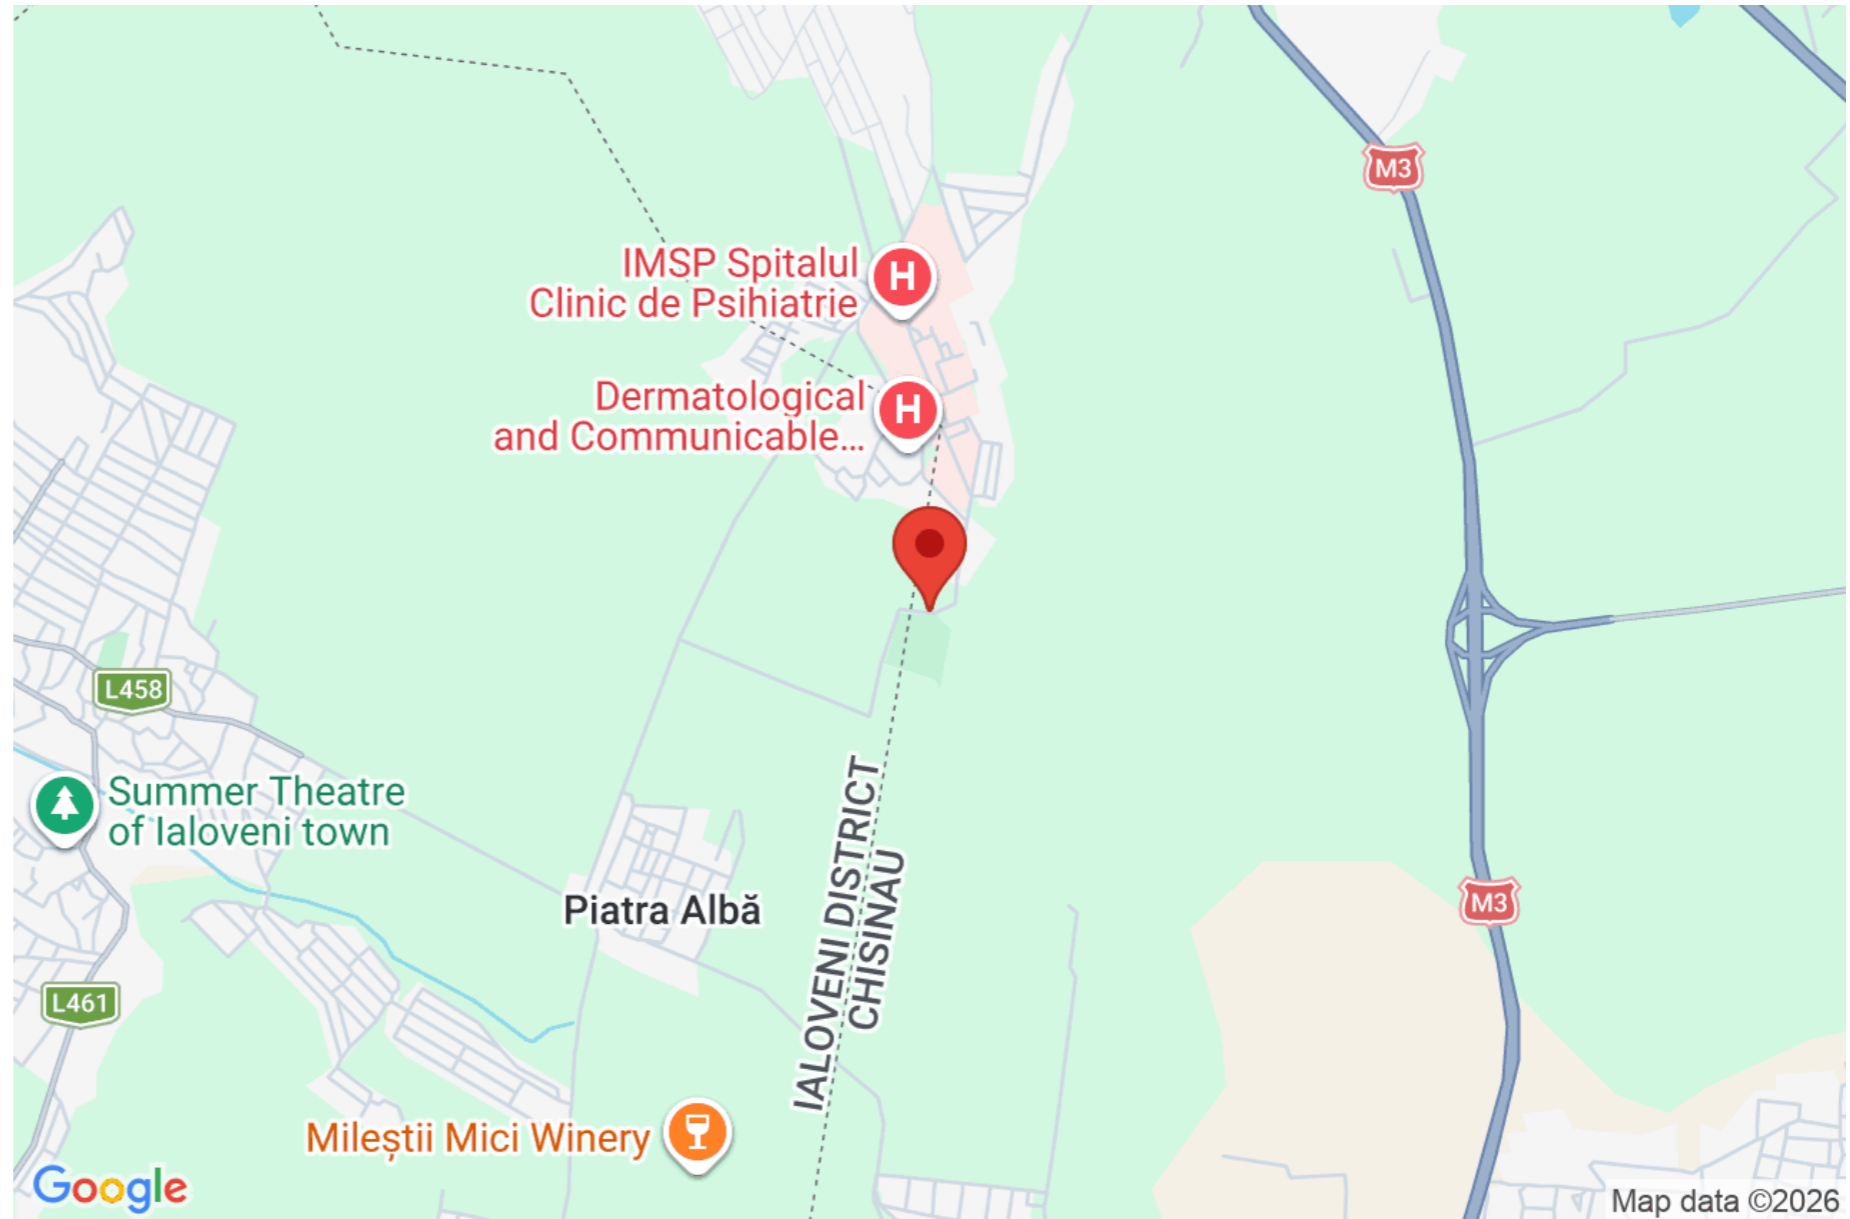 M3
IMSP Spitalul
Clinic de Psihiatrie
H
Dermatological
and Communicable...
H
L458
Summer Theatre
of Ialoveni town
Piatra Albă
IALOVENI DISTRICT
CHISINAU
M3
L461
Mileștii Mici Winery
Google
Map data ©2026